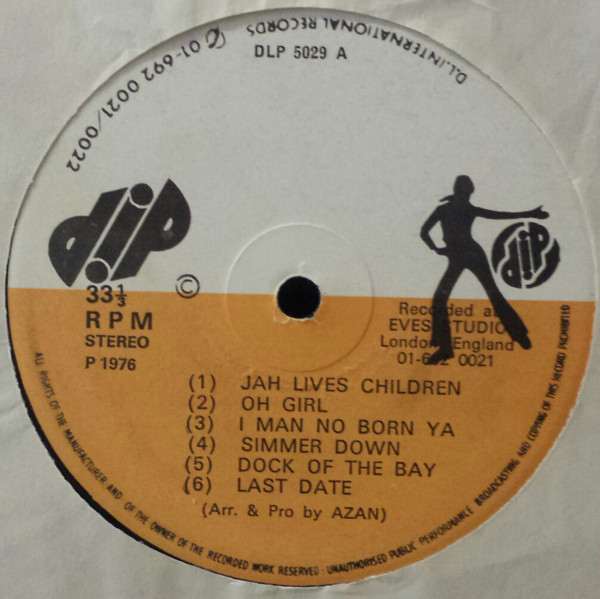 D.L. INTERNATIONAL RECORDS ✆ 01-692 0021/0022
DLP 5029 A
dip
dip
33⅓
RPM
STEREO
P 1976
©
Recorded at
EVES STUDIO
London England
01-692 0021
(1) JAH LIVES CHILDREN
(2) OH GIRL
(3) I MAN NO BORN YA
(4) SIMMER DOWN
(5) DOCK OF THE BAY
(6) LAST DATE
(Arr. & Pro by AZAN)
ALL RIGHTS OF THE MANUFACTURER AND OF THE OWNER OF THE RECORDED WORK RESERVED · UNAUTHORISED PUBLIC PERFORMANCE BROADCASTING AND COPYING OF THIS RECORD PROHIBITED